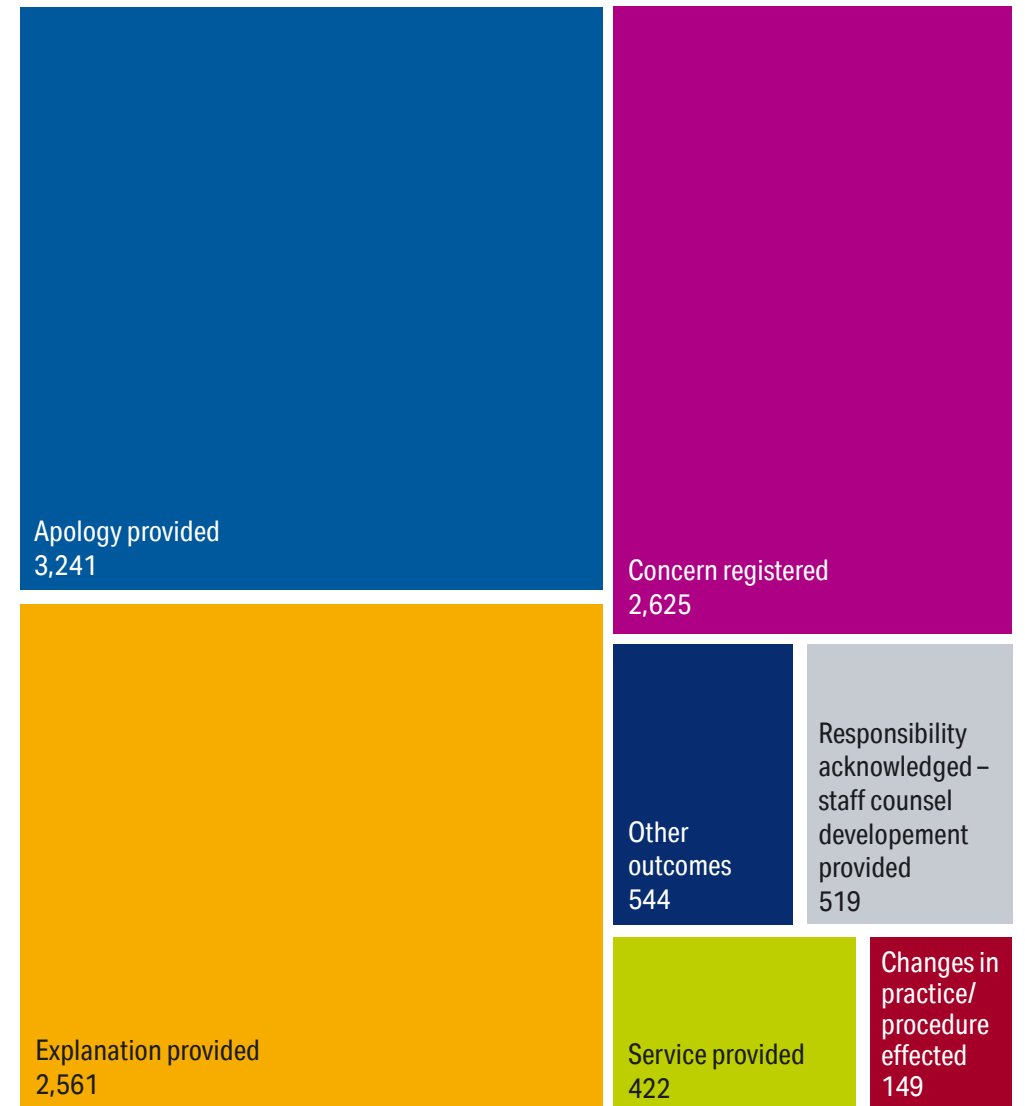 Apology provided
3,241
Concern registered
2,625
Explanation provided
2,561
Other
outcomes
544
Responsibility
acknowledged –
staff counsel
developement
provided
519
Service provided
422
Changes in
practice/
procedure
effected
149